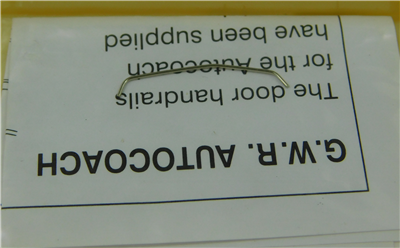 G.W.R. AUTOCOACH
The door handrails
for the Autocoach
have been supplied